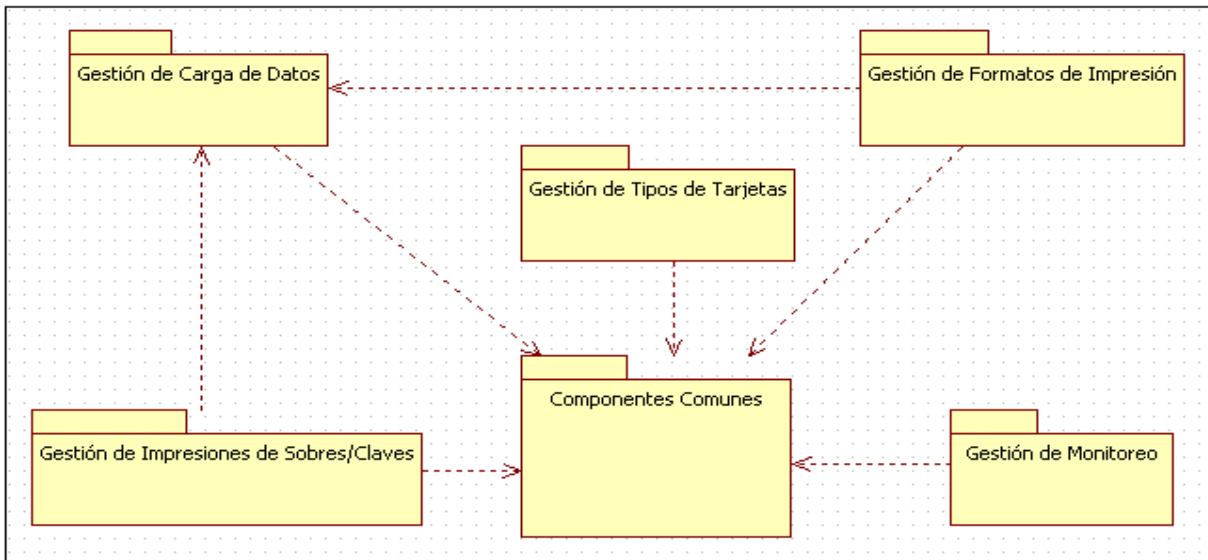 Gestión de Carga de Datos
Gestión de Formatos de Impresión
Gestión de Tipos de Tarjetas
Componentes Comunes
Gestión de Impresiones de Sobres/Claves
Gestión de Monitoreo